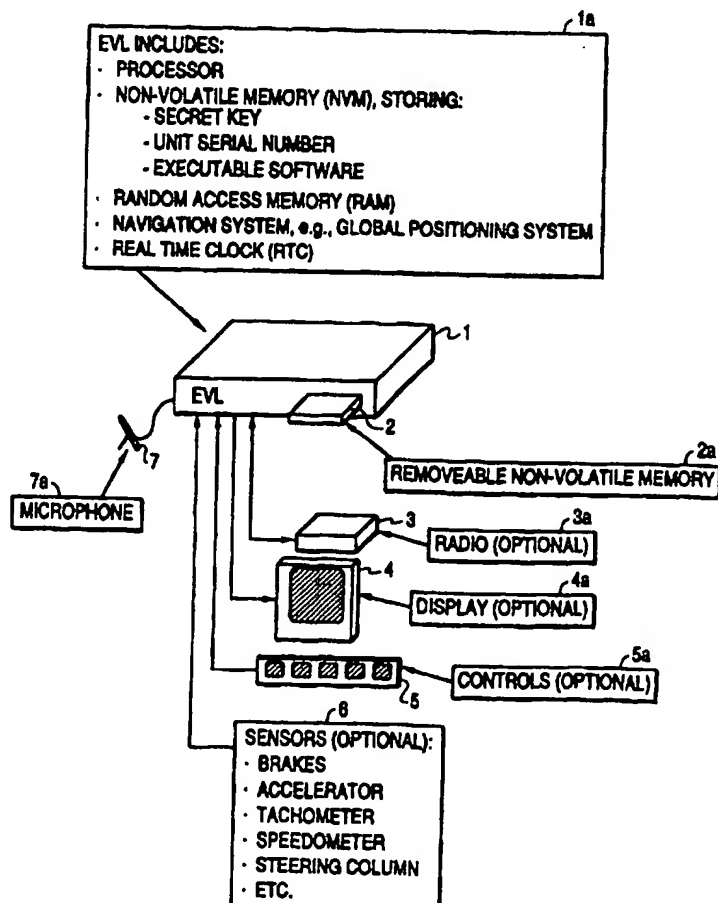 1a
EVL INCLUDES:
· PROCESSOR
· NON-VOLATILE MEMORY (NVM), STORING:
- SECRET KEY
- UNIT SERIAL NUMBER
- EXECUTABLE SOFTWARE
· RANDOM ACCESS MEMORY (RAM)
· NAVIGATION SYSTEM, e.g., GLOBAL POSITIONING SYSTEM
· REAL TIME CLOCK (RTC)
1
EVL
2
7
2a
REMOVEABLE NON-VOLATILE MEMORY
7a
MICROPHONE
3
3a
RADIO (OPTIONAL)
4
4a
DISPLAY (OPTIONAL)
5a
CONTROLS (OPTIONAL)
5
6
SENSORS (OPTIONAL):
· BRAKES
· ACCELERATOR
· TACHOMETER
· SPEEDOMETER
· STEERING COLUMN
· ETC.